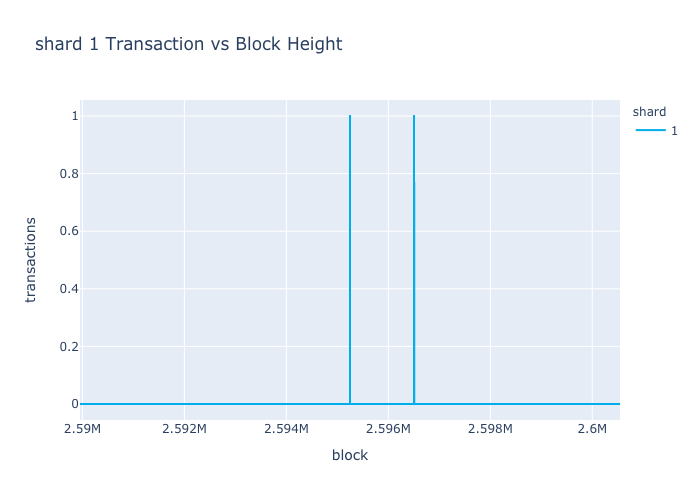 shard 1 Transaction vs Block Height
shard
1
transactions
1
0.8
0.6
0.4
0.2
0
2.59M 2.592M 2.594M 2.596M 2.598M 2.6M
block